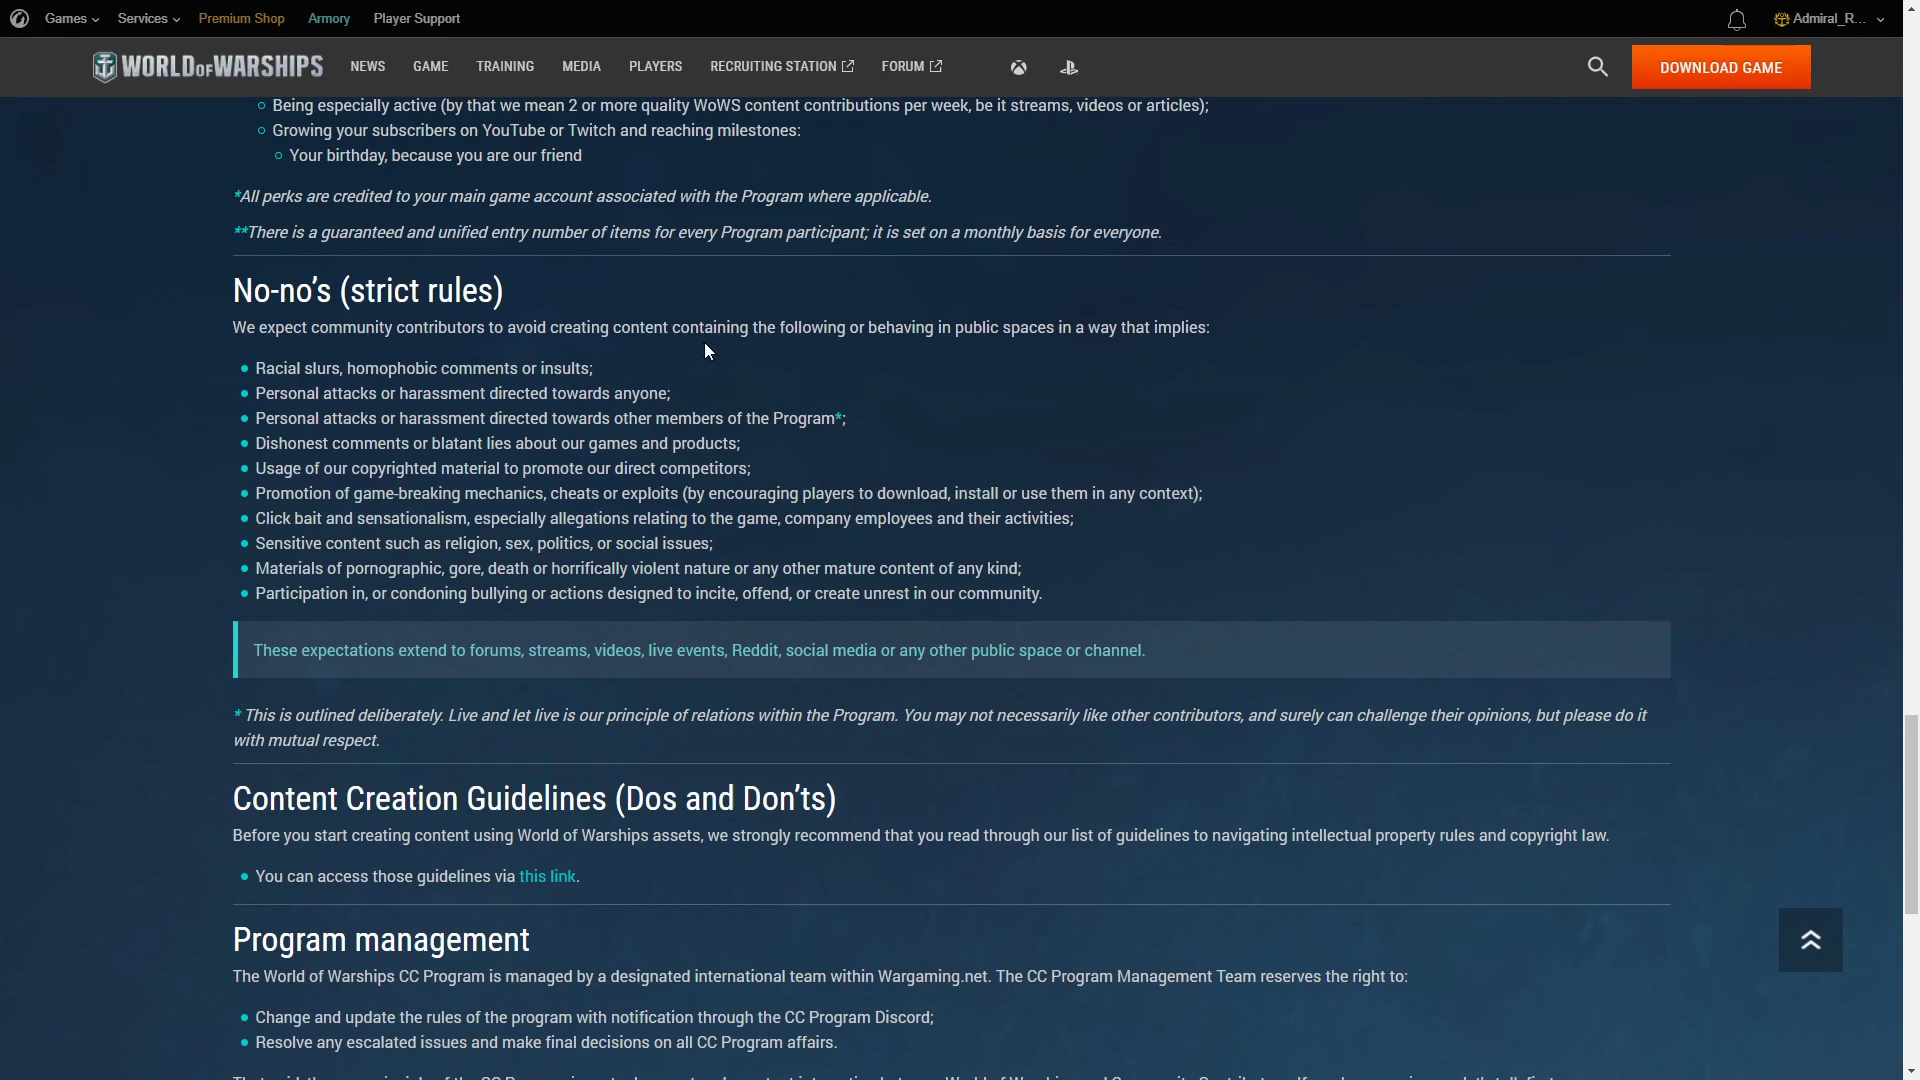 Games Services Premium Shop Armory Player Support Admiral_R...
WORLD OF WARSHIPS NEWS GAME TRAINING MEDIA PLAYERS RECRUITING STATION FORUM DOWNLOAD GAME
Being especially active (by that we mean 2 or more quality WoWS content contributions per week, be it streams, videos or articles);
Growing your subscribers on YouTube or Twitch and reaching milestones:
Your birthday, because you are our friend
*All perks are credited to your main game account associated with the Program where applicable.
**There is a guaranteed and unified entry number of items for every Program participant; it is set on a monthly basis for everyone.
No-no's (strict rules)
We expect community contributors to avoid creating content containing the following or behaving in public spaces in a way that implies:
Racial slurs, homophobic comments or insults;
Personal attacks or harassment directed towards anyone;
Personal attacks or harassment directed towards other members of the Program*;
Dishonest comments or blatant lies about our games and products;
Usage of our copyrighted material to promote our direct competitors;
Promotion of game-breaking mechanics, cheats or exploits (by encouraging players to download, install or use them in any context);
Click bait and sensationalism, especially allegations relating to the game, company employees and their activities;
Sensitive content such as religion, sex, politics, or social issues;
Materials of pornographic, gore, death or horrifically violent nature or any other mature content of any kind;
Participation in, or condoning bullying or actions designed to incite, offend, or create unrest in our community.
These expectations extend to forums, streams, videos, live events, Reddit, social media or any other public space or channel.
* This is outlined deliberately. Live and let live is our principle of relations within the Program. You may not necessarily like other contributors, and surely can challenge their opinions, but please do it
with mutual respect.
Content Creation Guidelines (Dos and Don'ts)
Before you start creating content using World of Warships assets, we strongly recommend that you read through our list of guidelines to navigating intellectual property rules and copyright law.
You can access those guidelines via this link.
Program management
The World of Warships CC Program is managed by a designated international team within Wargaming.net. The CC Program Management Team reserves the right to:
Change and update the rules of the program with notification through the CC Program Discord;
Resolve any escalated issues and make final decisions on all CC Program affairs.